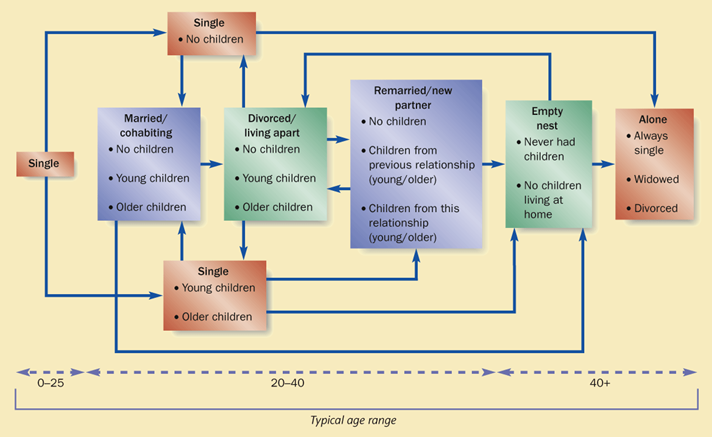 Single
• No children
Single
Married/
cohabiting
• No children
• Young children
• Older children
Divorced/
living apart
• No children
• Young children
• Older children
Remarried/new
partner
• No children
• Children from
previous relationship
(young/older)
• Children from this
relationship
(young/older)
Empty
nest
• Never had
children
• No children
living at
home
Alone
• Always
single
• Widowed
• Divorced
Single
• Young children
• Older children
0–25
20–40
40+
Typical age range